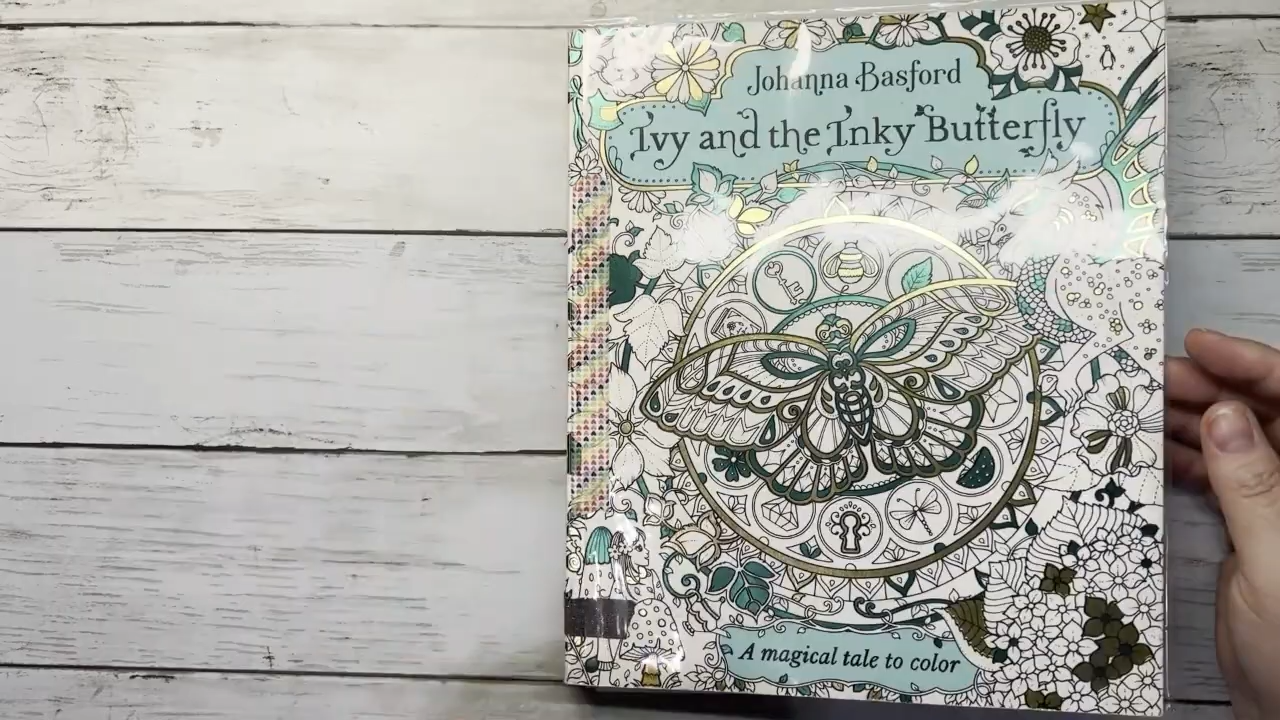 Johanna Basford
Ivy and the Inky Butterfly
A magical tale to color